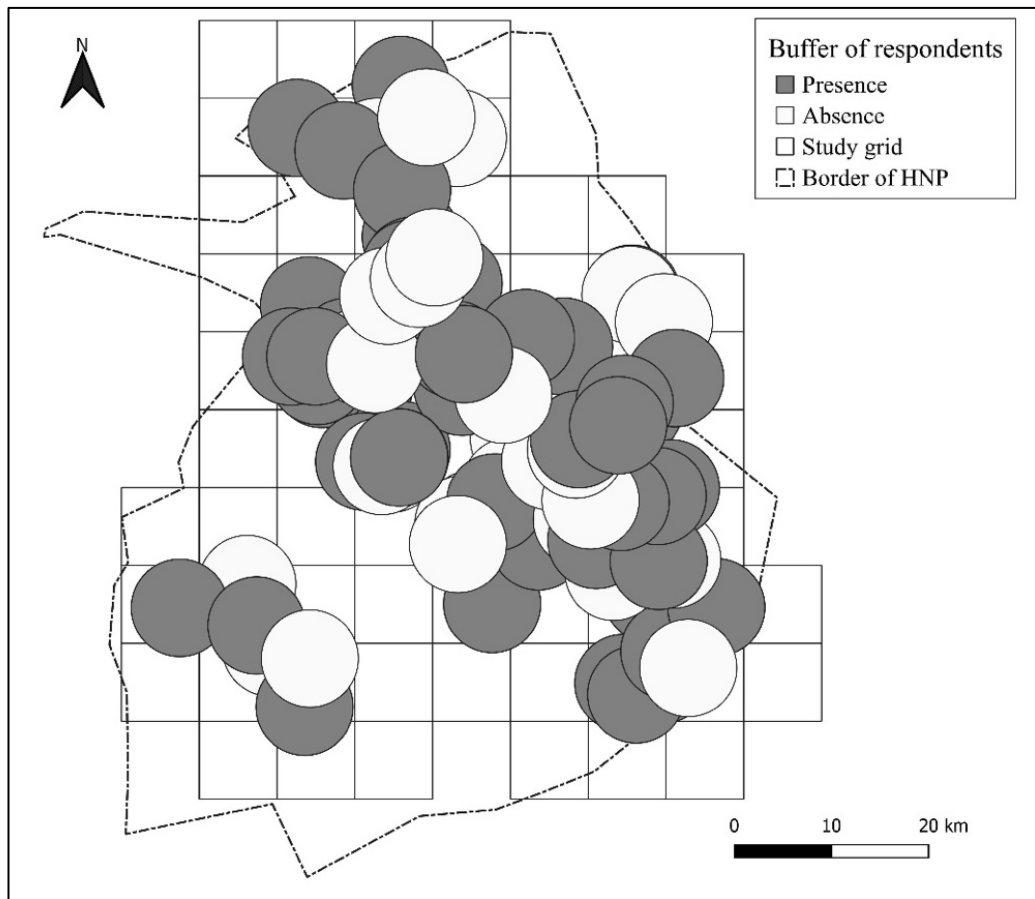 N
Buffer of respondents
Presence
Absence
Study grid
Border of HNP
0 10 20 km